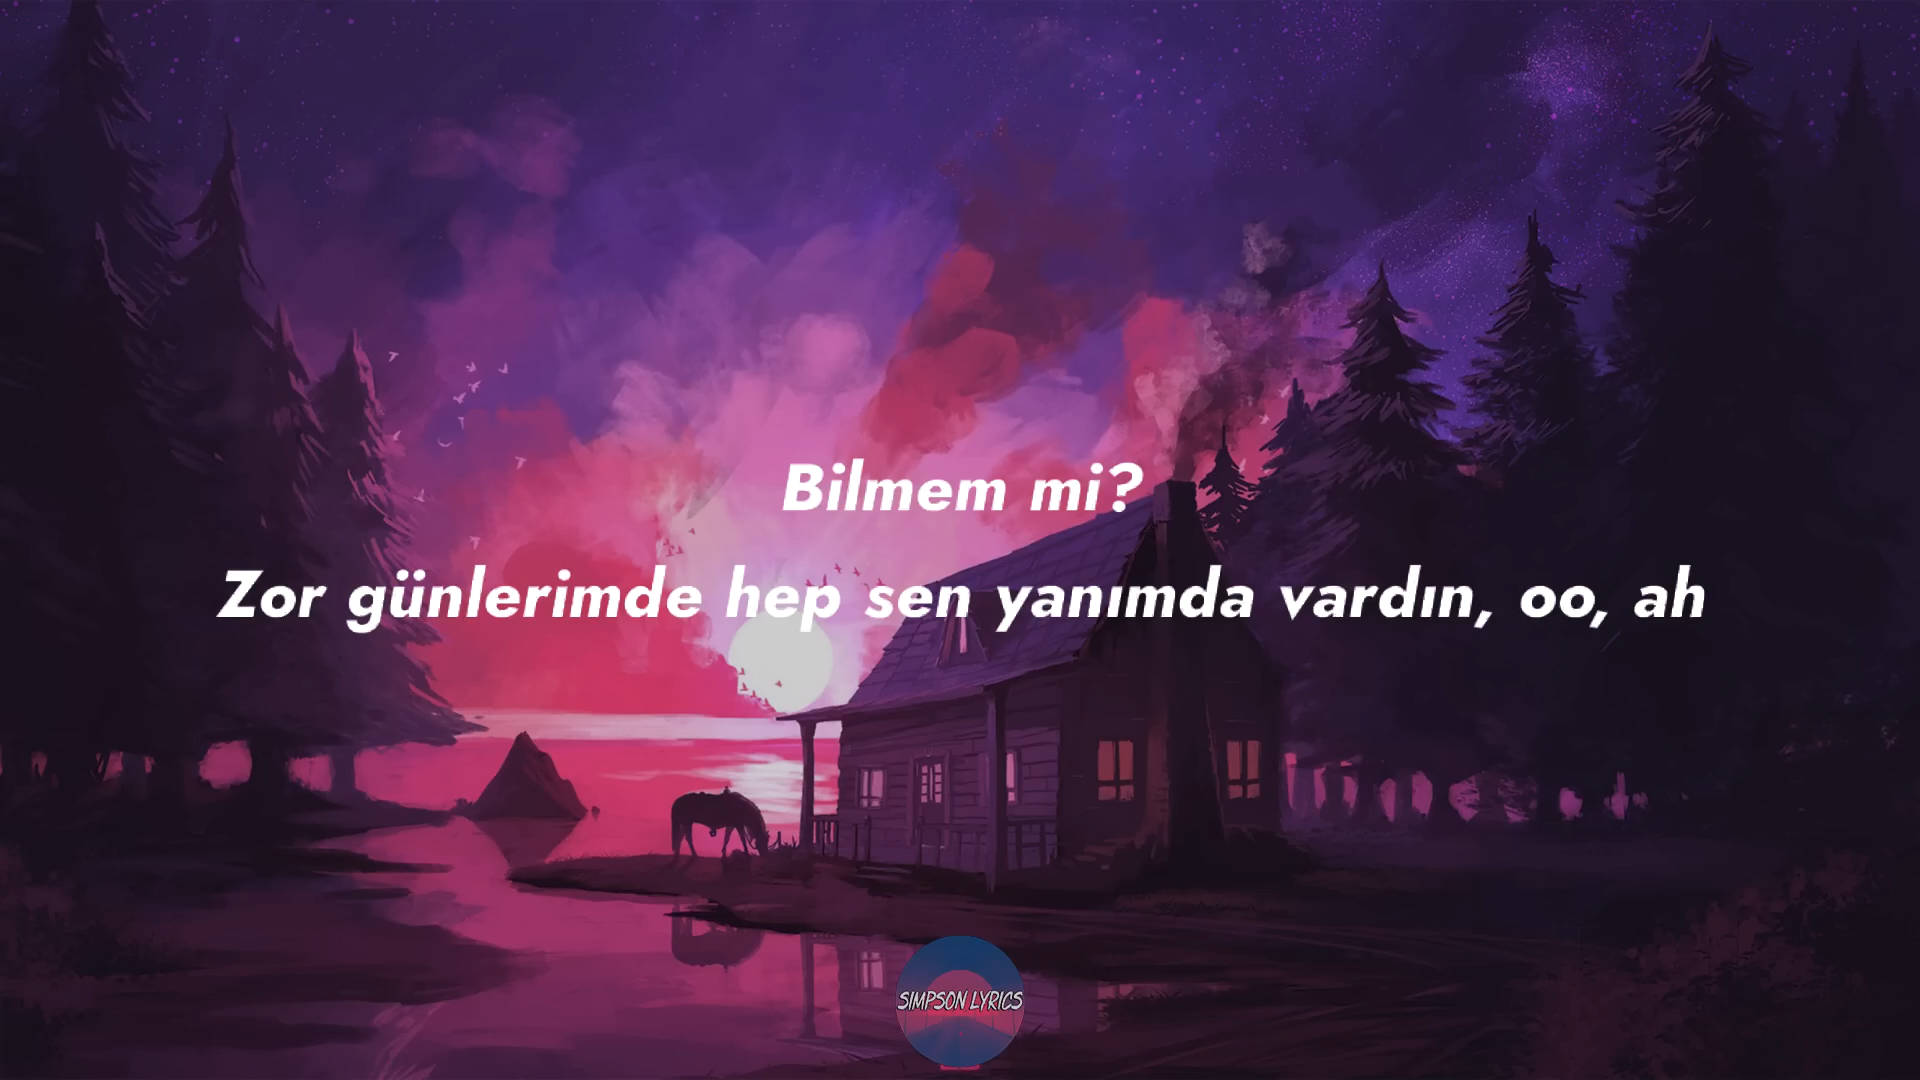 Bilmem mi?
Zor günlerimde hep sen yanımda vardın, oo, ah
SIMPSON LYRICS